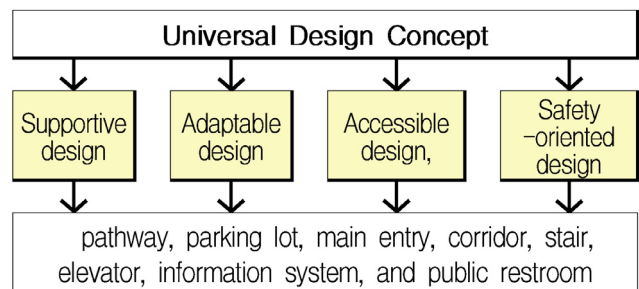 Universal Design Concept
Supportive
design
Adaptable
design
Accessible
design,
Safety
-oriented
design
pathway, parking lot, main entry, corridor, stair,
elevator, information system, and public restroom